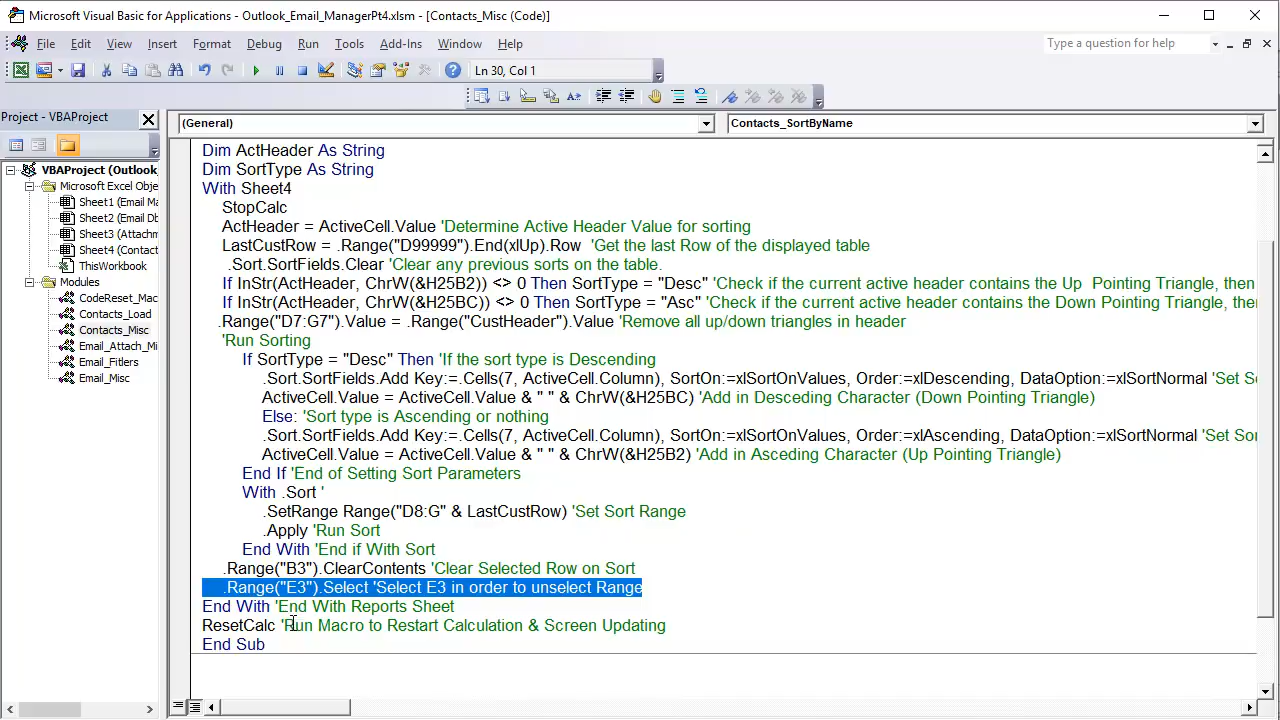 Microsoft Visual Basic for Applications - Outlook_Email_ManagerPt4.xlsm - [Contacts_Misc (Code)]
File Edit View Insert Format Debug Run Tools Add-Ins Window Help Type a question for help
Ln 30, Col 1
Project - VBAProject
(General) Contacts_SortByName
VBAProject (Outlook
Microsoft Excel Obje
Sheet1 (Email Ma
Sheet2 (Email Db
Sheet3 (Attachm
Sheet4 (Contact
ThisWorkbook
Modules
CodeReset_Mac
Contacts_Load
Contacts_Misc
Email_Attach_Mi
Email_Fitlers
Email_Misc
Dim ActHeader As String
Dim SortType As String
With Sheet4
StopCalc
ActHeader = ActiveCell.Value 'Determine Active Header Value for sorting
LastCustRow = .Range("D99999").End(xlUp).Row 'Get the last Row of the displayed table
.Sort.SortFields.Clear 'Clear any previous sorts on the table.
If InStr(ActHeader, ChrW(&H25B2)) <> 0 Then SortType = "Desc" 'Check if the current active header contains the Up Pointing Triangle, then
If InStr(ActHeader, ChrW(&H25BC)) <> 0 Then SortType = "Asc" 'Check if the current active header contains the Down Pointing Triangle, the
.Range("D7:G7").Value = .Range("CustHeader").Value 'Remove all up/down triangles in header
'Run Sorting
If SortType = "Desc" Then 'If the sort type is Descending
.Sort.SortFields.Add Key:=.Cells(7, ActiveCell.Column), SortOn:=xlSortOnValues, Order:=xlDescending, DataOption:=xlSortNormal 'Set So
ActiveCell.Value = ActiveCell.Value & " " & ChrW(&H25BC) 'Add in Desceding Character (Down Pointing Triangle)
Else: 'Sort type is Ascending or nothing
.Sort.SortFields.Add Key:=.Cells(7, ActiveCell.Column), SortOn:=xlSortOnValues, Order:=xlAscending, DataOption:=xlSortNormal 'Set Sor
ActiveCell.Value = ActiveCell.Value & " " & ChrW(&H25B2) 'Add in Asceding Character (Up Pointing Triangle)
End If 'End of Setting Sort Parameters
With .Sort '
.SetRange Range("D8:G" & LastCustRow) 'Set Sort Range
.Apply 'Run Sort
End With 'End if With Sort
.Range("B3").ClearContents 'Clear Selected Row on Sort
.Range("E3").Select 'Select E3 in order to unselect Range
End With 'End With Reports Sheet
ResetCalc 'Run Macro to Restart Calculation & Screen Updating
End Sub